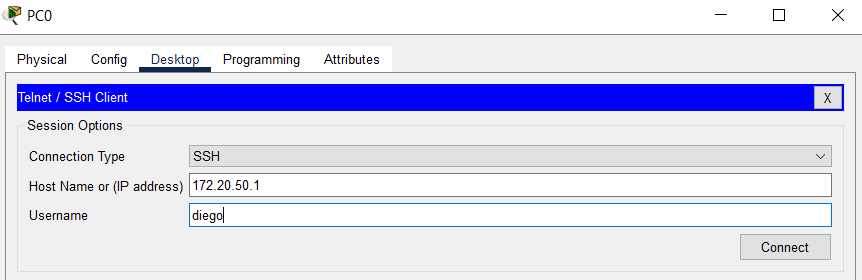 PC0
Physical Config Desktop Programming Attributes
Telnet / SSH Client X
Session Options
Connection Type SSH
Host Name or (IP address) 172.20.50.1
Username diego
Connect